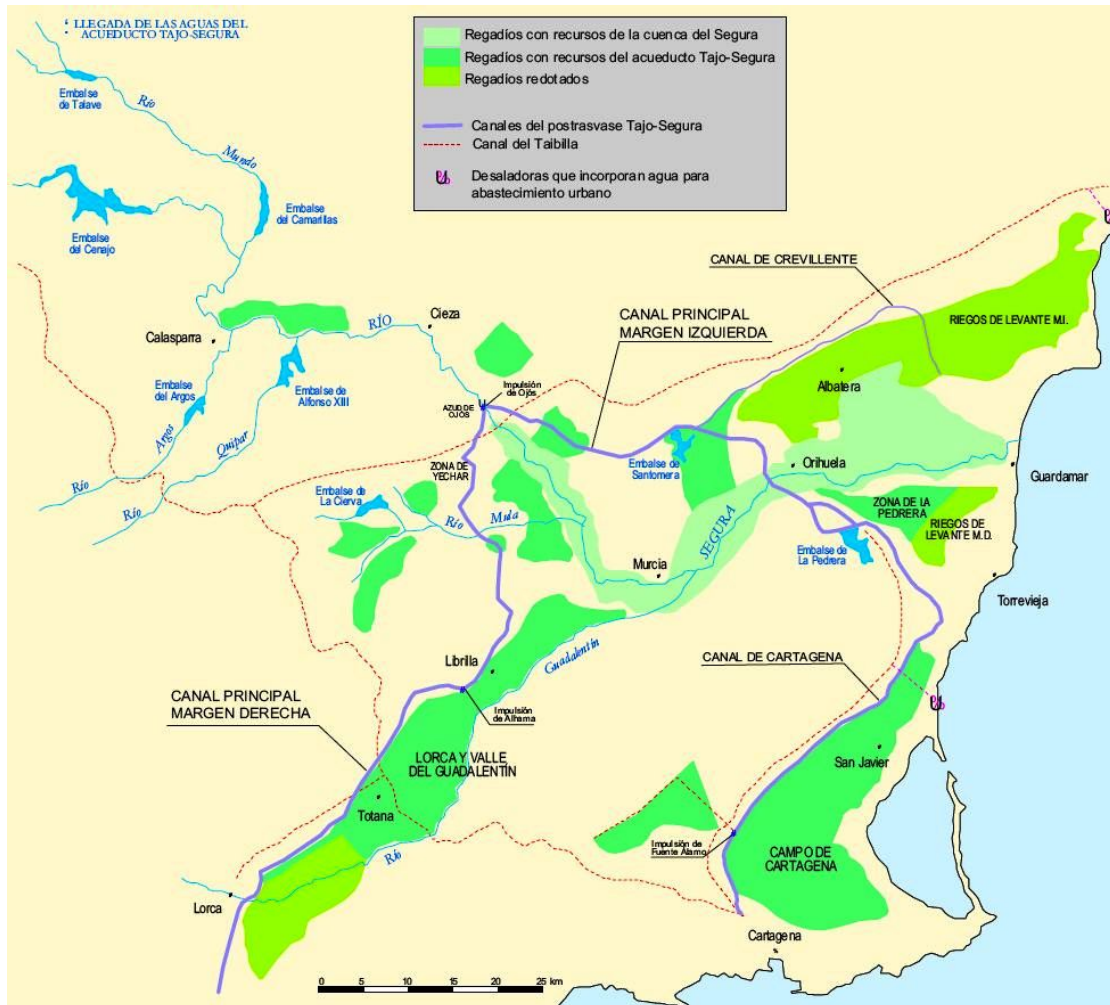 LLEGADA DE LAS AGUAS DEL
ACUEDUCTO TAJO-SEGURA
Regadíos con recursos de la cuenca del Segura
Regadíos con recursos del acueducto Tajo-Segura
Regadíos redotados
Canales del postrasvase Tajo-Segura
Canal del Taibilla
Desaladoras que incorporan agua para
abastecimiento urbano
Embalse
de Talave
Río
Mundo
Embalse
del Cenajo
Embalse
del Camarillas
CANAL DE CREVILLENTE
Calasparra
RÍO
Cieza
CANAL PRINCIPAL
MARGEN IZQUIERDA
RIEGOS DE LEVANTE M.I.
Embalse
del Argos
Embalse de
Alfonso XIII
Impulsión
de Ojós
AZUD DE
OJÓS
Albatera
Argos
Quipar
Río
Río
ZONA DE
YECHAR
Embalse de
Santomera
Orihuela
Guardamar
Embalse de
La Cierva
Río
Mula
SEGURA
ZONA DE LA
PEDRERA
RIEGOS DE
LEVANTE M.D.
Embalse de
La Pedrera
Murcia
Torrevieja
Librilla
Guadalentín
CANAL DE CARTAGENA
CANAL PRINCIPAL
MARGEN DERECHA
Impulsión
de Alhama
LORCA Y VALLE
DEL GUADALENTÍN
San Javier
Totana
Río
Impulsión de
Fuente Álamo
CAMPO DE
CARTAGENA
Lorca
Cartagena
0 5 10 15 20 25 km